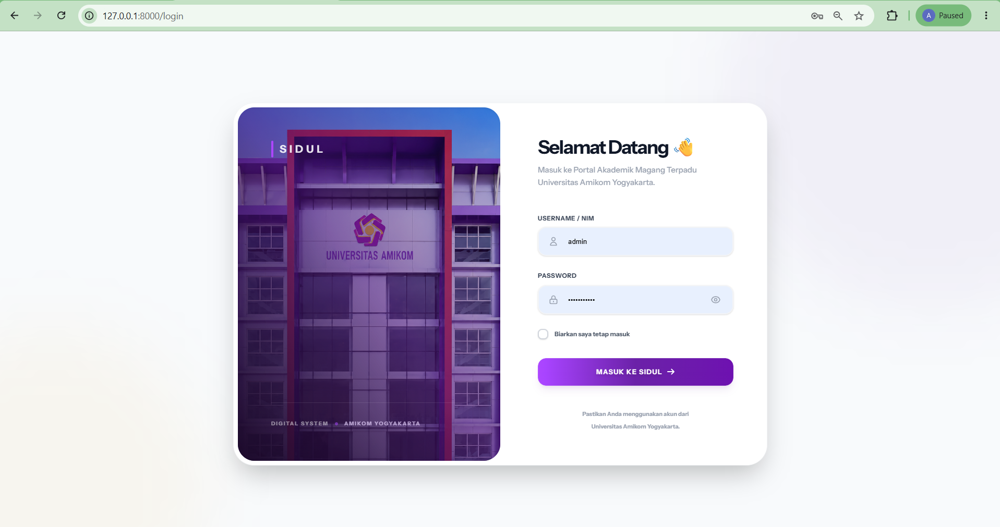 127.0.0.1:8000/login
A Paused
SIDUL
UNIVERSITAS AMIKOM
DIGITAL SYSTEM • AMIKOM YOGYAKARTA
Selamat Datang 👋
Masuk ke Portal Akademik Magang Terpadu
Universitas Amikom Yogyakarta.
USERNAME / NIM
admin
PASSWORD
•••••••••••
Biarkan saya tetap masuk
MASUK KE SIDUL →
Pastikan Anda menggunakan akun dari
Universitas Amikom Yogyakarta.